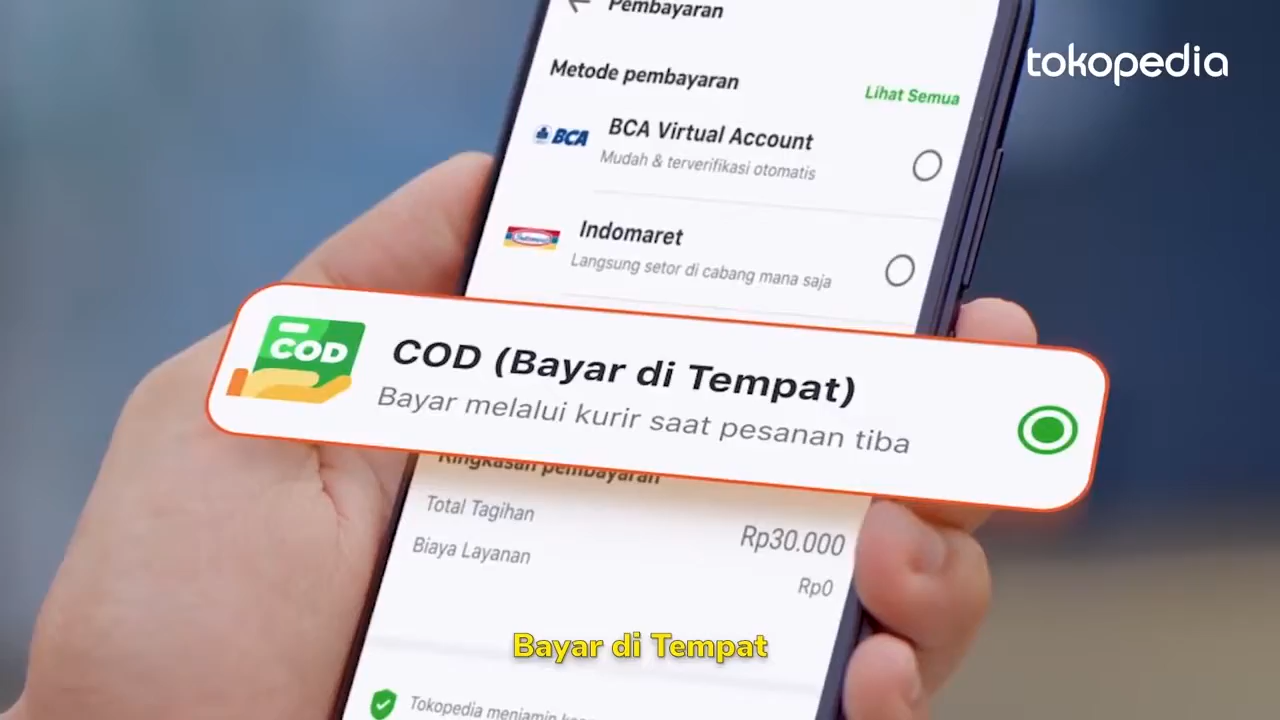 Pembayaran
tokopedia
Metode pembayaran
Lihat Semua
BCA
BCA Virtual Account
Mudah & terverifikasi otomatis
Indomaret
Indomaret
Langsung setor di cabang mana saja
COD
COD (Bayar di Tempat)
Bayar melalui kurir saat pesanan tiba
Ringkasan pembayaran
Total Tagihan
Rp30.000
Biaya Layanan
Rp0
Bayar di Tempat
Tokopedia menjamin